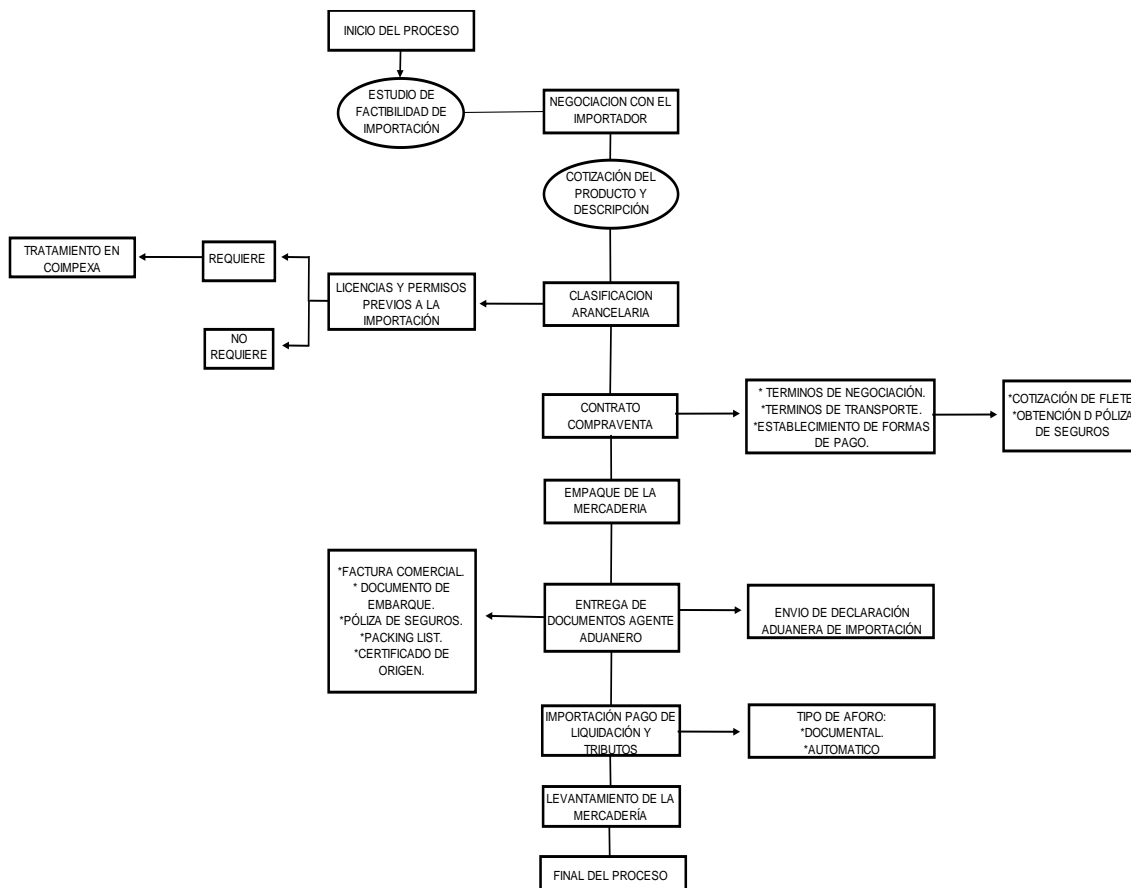 INICIO DEL PROCESO
ESTUDIO DE
FACTIBILIDAD DE
IMPORTACIÓN
NEGOCIACION CON EL
IMPORTADOR
COTIZACIÓN DEL
PRODUCTO Y
DESCRIPCIÓN
TRATAMIENTO EN
COIMPEXA
REQUIERE
LICENCIAS Y PERMISOS
PREVIOS A LA
IMPORTACIÓN
CLASIFICACION
ARANCELARIA
NO
REQUIERE
CONTRATO
COMPRAVENTA
* TERMINOS DE NEGOCIACIÓN.
*TERMINOS DE TRANSPORTE.
*ESTABLECIMIENTO DE FORMAS
DE PAGO.
*COTIZACIÓN DE FLETE
*OBTENCIÓN D PÓLIZA
DE SEGUROS
EMPAQUE DE LA
MERCADERIA
*FACTURA COMERCIAL.
* DOCUMENTO DE
EMBARQUE.
*PÓLIZA DE SEGUROS.
*PACKING LIST.
*CERTIFICADO DE
ORIGEN.
ENTREGA DE
DOCUMENTOS AGENTE
ADUANERO
ENVIO DE DECLARACIÓN
ADUANERA DE IMPORTACIÓN
IMPORTACIÓN PAGO DE
LIQUIDACIÓN Y
TRIBUTOS
TIPO DE AFORO:
*DOCUMENTAL.
*AUTOMATICO
LEVANTAMIENTO DE LA
MERCADERÍA
FINAL DEL PROCESO